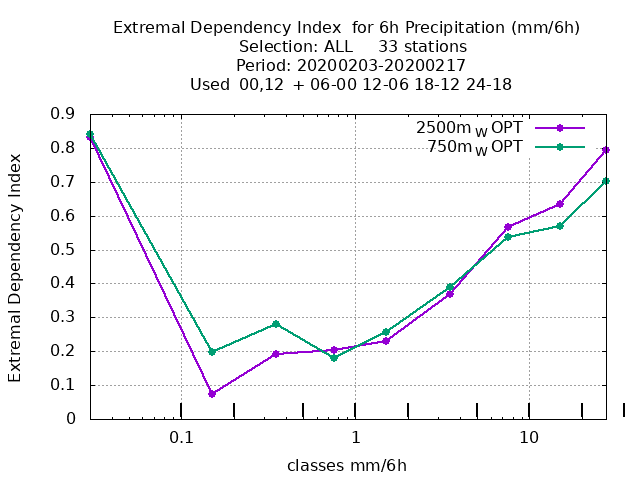 Extremal Dependency Index  for 6h Precipitation (mm/6h)
Selection: ALL     33 stations
Period: 20200203-20200217
Used  00,12  + 06-00 12-06 18-12 24-18
2500m_W OPT
750m_W OPT
Extremal Dependency Index
0.9
0.8
0.7
0.6
0.5
0.4
0.3
0.2
0.1
0
0.1 1 10
classes mm/6h